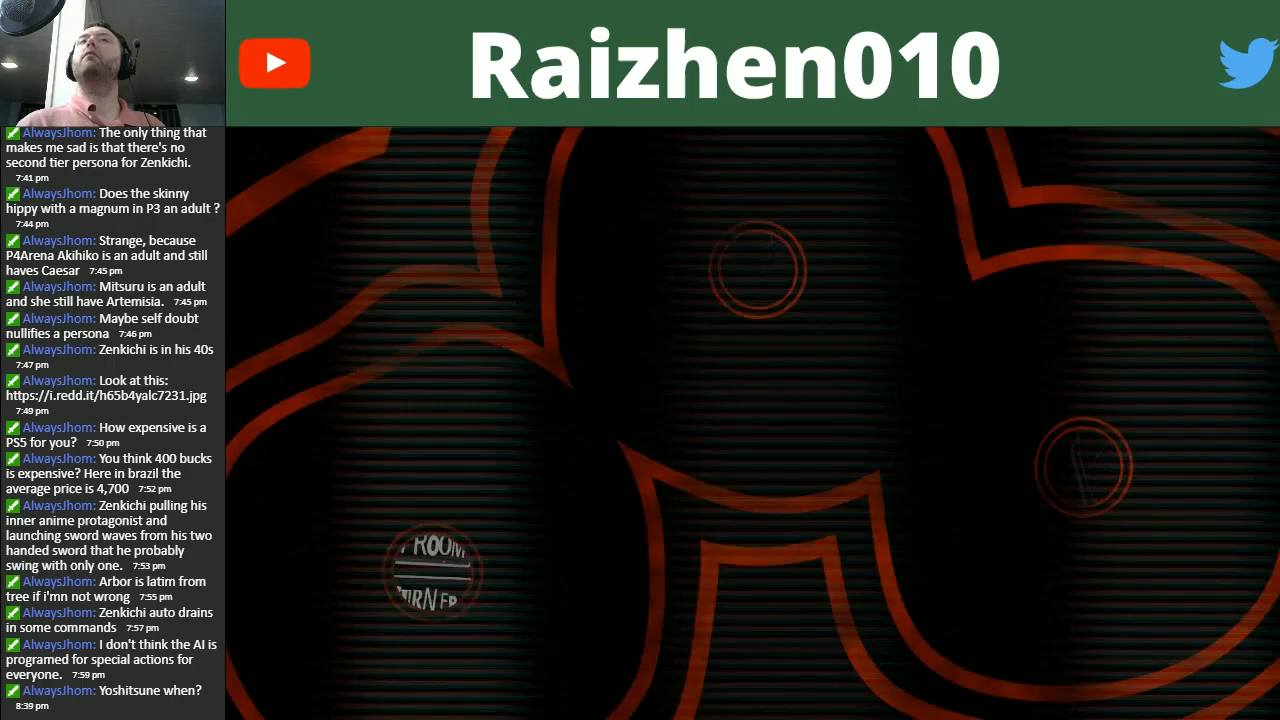 Raizhen010
AlwaysJhom: The only thing that
makes me sad is that there's no
second tier persona for Zenkichi.
7:41 pm
AlwaysJhom: Does the skinny
hippy with a magnum in P3 an adult ?
7:44 pm
AlwaysJhom: Strange, because
P4Arena Akihiko is an adult and still
haves Caesar 7:45 pm
AlwaysJhom: Mitsuru is an adult
and she still have Artemisia. 7:45 pm
AlwaysJhom: Maybe self doubt
nullifies a persona 7:46 pm
AlwaysJhom: Zenkichi is in his 40s
7:47 pm
AlwaysJhom: Look at this:
https://i.redd.it/h65b4yalc7231.jpg
7:49 pm
AlwaysJhom: How expensive is a
PS5 for you? 7:50 pm
AlwaysJhom: You think 400 bucks
is expensive? Here in brazil the
average price is 4,700 7:52 pm
AlwaysJhom: Zenkichi pulling his
inner anime protagonist and
launching sword waves from his two
handed sword that he probably
swing with only one. 7:53 pm
AlwaysJhom: Arbor is latim from
tree if i'mn not wrong 7:55 pm
AlwaysJhom: Zenkichi auto drains
in some commands 7:57 pm
AlwaysJhom: I don't think the AI is
programed for special actions for
everyone. 7:59 pm
AlwaysJhom: Yoshitsune when?
8:39 pm